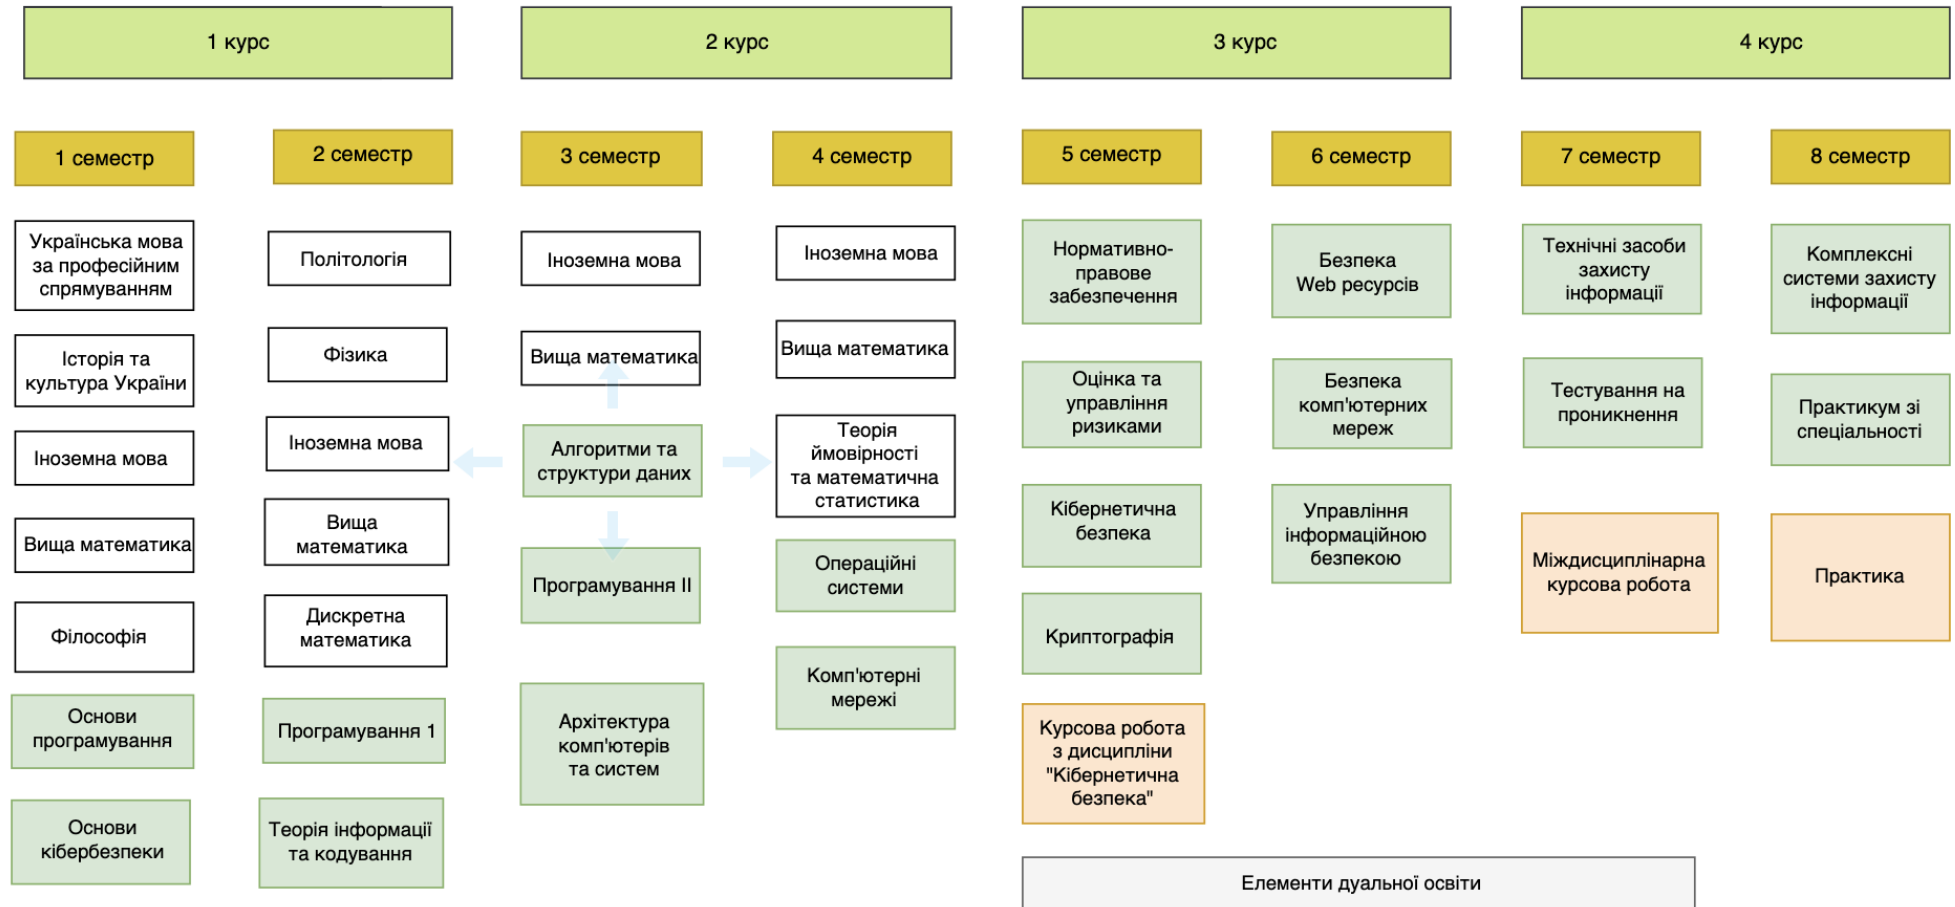 1 курс
2 курс
3 курс
4 курс
1 семестр
2 семестр
3 семестр
4 семестр
5 семестр
6 семестр
7 семестр
8 семестр
Українська мова
за професійним
спрямуванням
Історія та
культура України
Іноземна мова
Вища математика
Філософія
Основи
програмування
Основи
кібербезпеки
Політологія
Фізика
Іноземна мова
Вища
математика
Дискретна
математика
Програмування 1
Теорія інформації
та кодування
Іноземна мова
Вища математика
Алгоритми та
структури даних
Програмування II
Архітектура
комп'ютерів
та систем
Іноземна мова
Вища математика
Теорія
ймовірності
та математична
статистика
Операційні
системи
Комп'ютерні
мережі
Нормативно-
правове
забезпечення
Оцінка та
управління
ризиками
Кібернетична
безпека
Криптографія
Курсова робота
з дисципліни
"Кібернетична
безпека"
Безпека
Web ресурсів
Безпека
комп'ютерних
мереж
Управління
інформаційною
безпекою
Технічні засоби
захисту
інформації
Тестування на
проникнення
Міждисциплінарна
курсова робота
Комплексні
системи захисту
інформації
Практикум зі
спеціальності
Практика
Елементи дуальної освіти